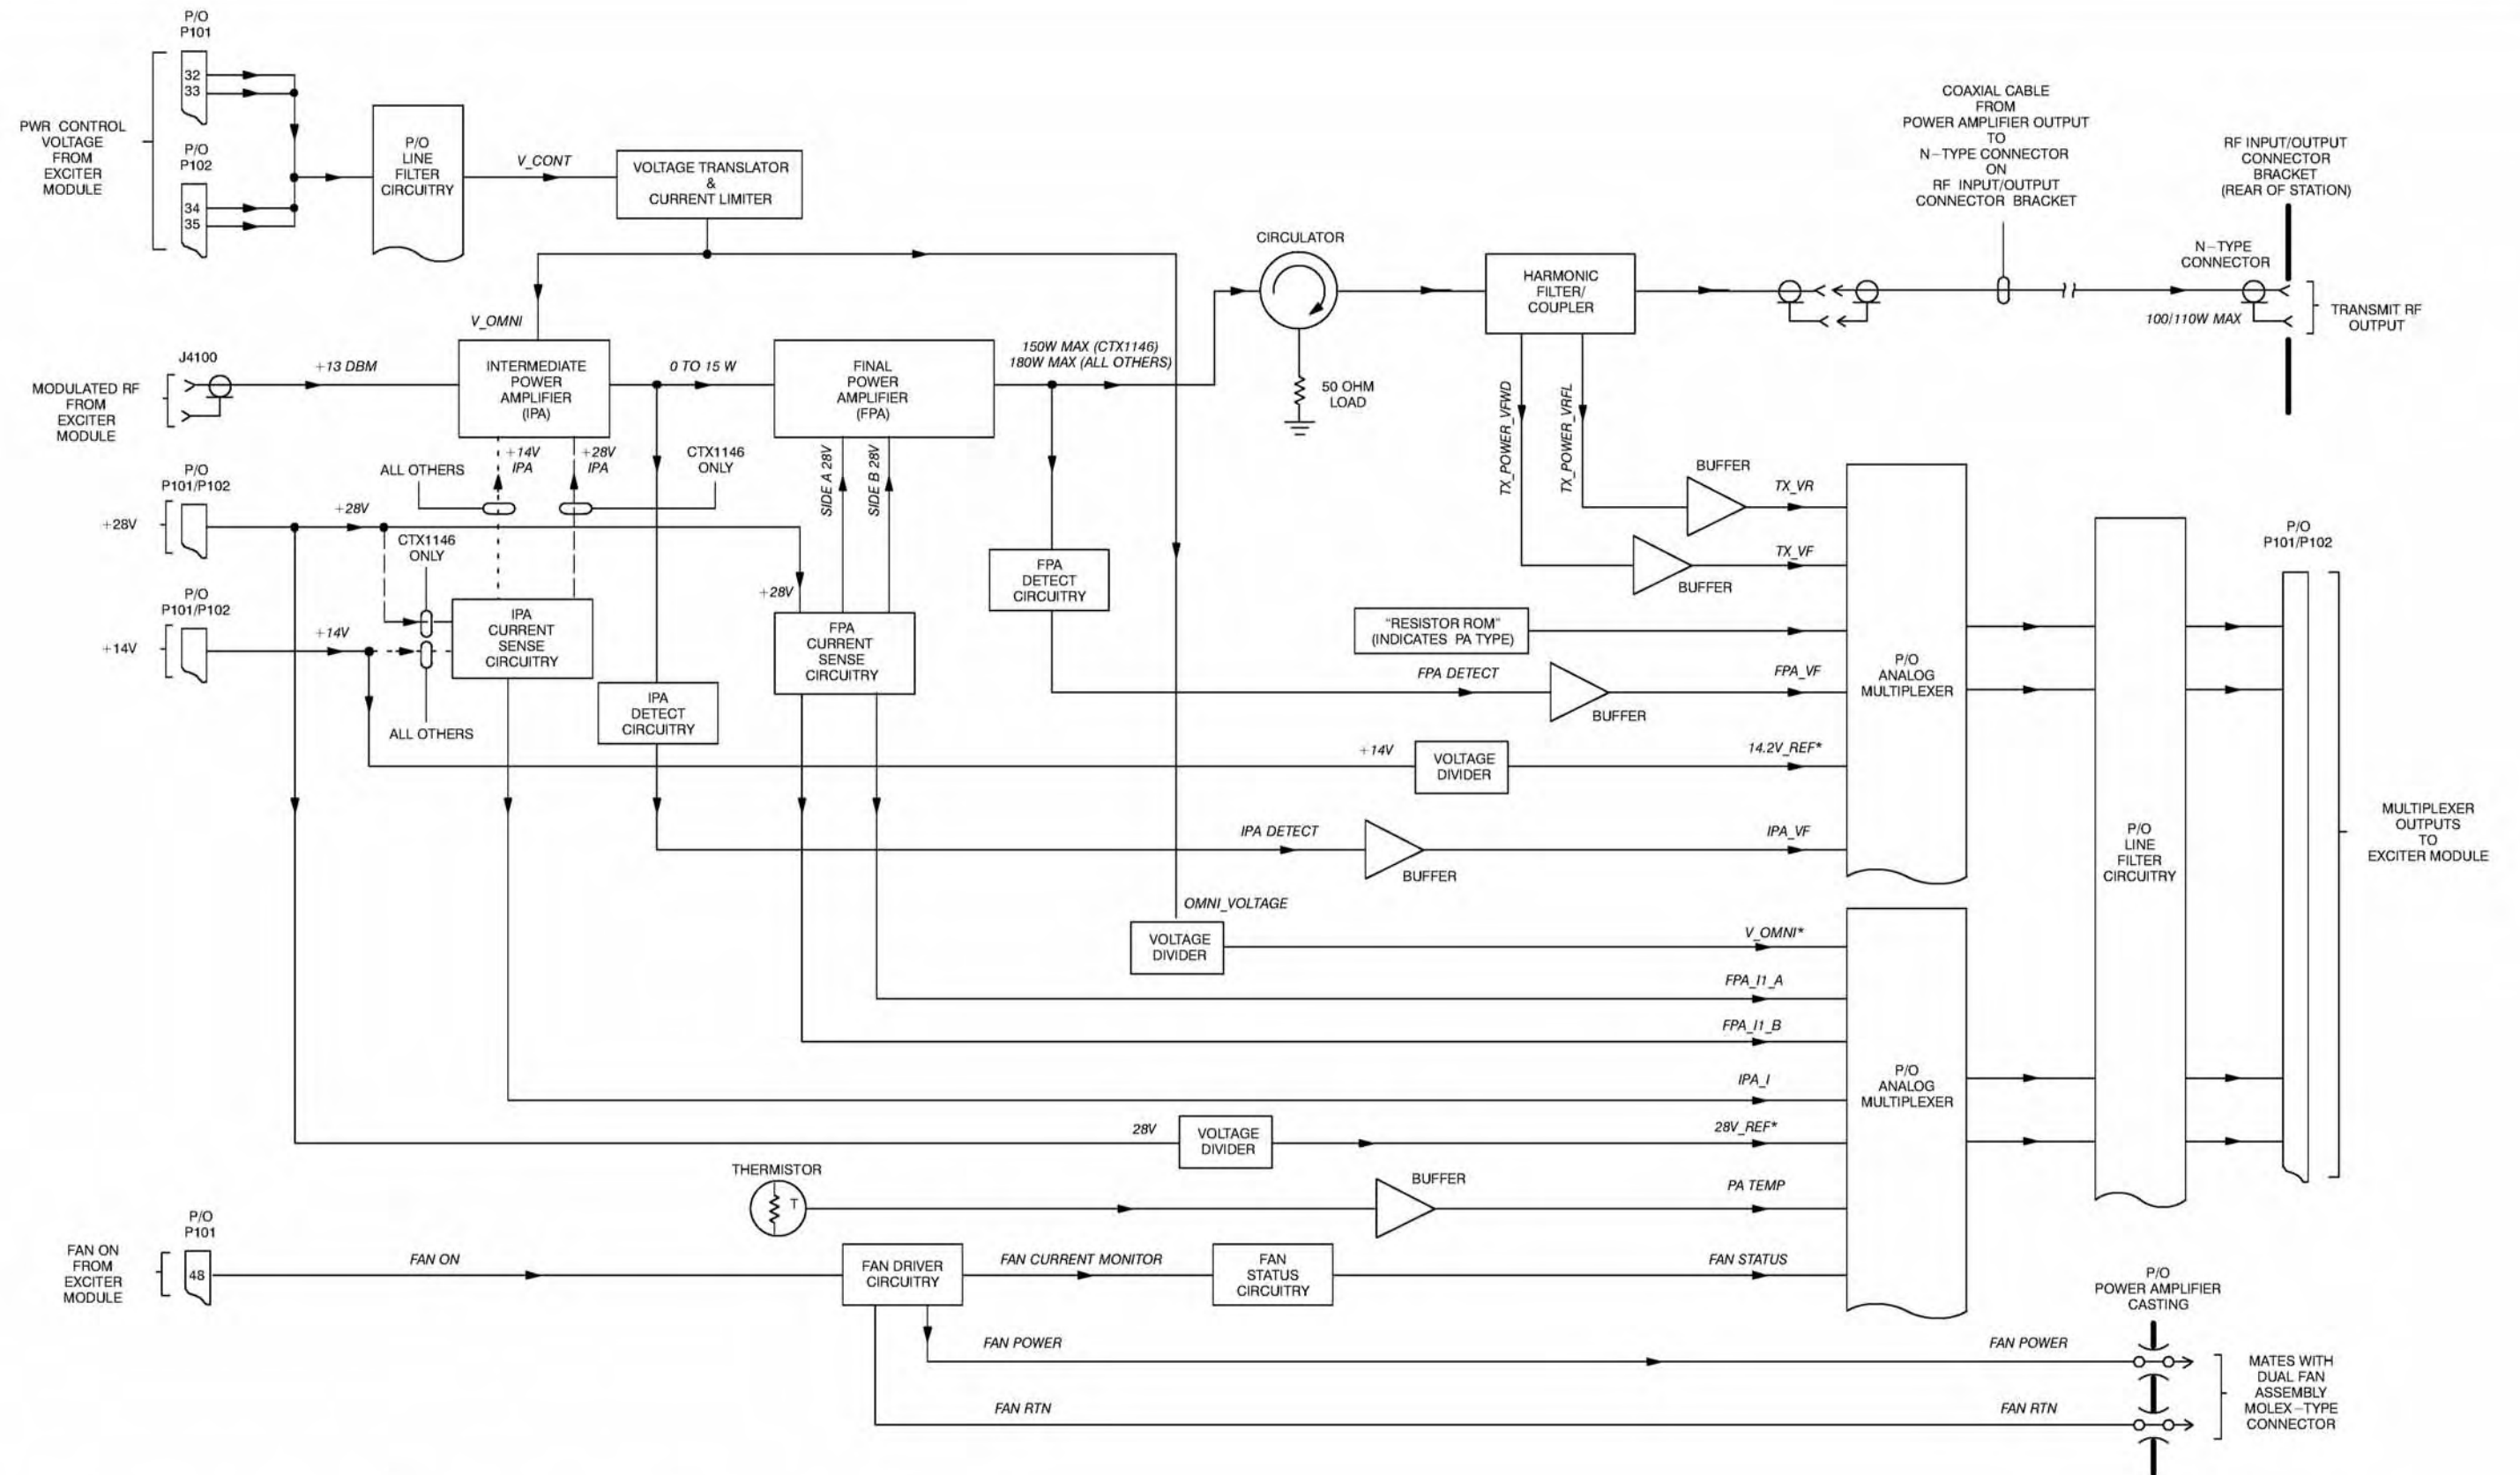 P/O
P101
32
33
PWR CONTROL
VOLTAGE
FROM
EXCITER
MODULE
P/O
P102
34
35
P/O
LINE
FILTER
CIRCUITRY
V_CONT
VOLTAGE TRANSLATOR
&
CURRENT LIMITER
COAXIAL CABLE
FROM
POWER AMPLIFIER OUTPUT
TO
N-TYPE CONNECTOR
ON
RF INPUT/OUTPUT
CONNECTOR BRACKET
RF INPUT/OUTPUT
CONNECTOR
BRACKET
(REAR OF STATION)
N-TYPE
CONNECTOR
100/110W MAX
TRANSMIT RF
OUTPUT
CIRCULATOR
50 OHM
LOAD
HARMONIC
FILTER/
COUPLER
TX_POWER_VFWD
TX_POWER_VRFL
V_OMNI
J4100
MODULATED RF
FROM
EXCITER
MODULE
+13 DBM
INTERMEDIATE
POWER
AMPLIFIER
(IPA)
0 TO 15 W
FINAL
POWER
AMPLIFIER
(FPA)
150W MAX (CTX1146)
180W MAX (ALL OTHERS)
ALL OTHERS
+14V
IPA
+28V
IPA
CTX1146
ONLY
SIDE A 28V
SIDE B 28V
P/O
P101/P102
+28V
+28V
CTX1146
ONLY
P/O
P101/P102
+14V
+14V
ALL OTHERS
IPA
CURRENT
SENSE
CIRCUITRY
IPA
DETECT
CIRCUITRY
+28V
FPA
CURRENT
SENSE
CIRCUITRY
FPA
DETECT
CIRCUITRY
BUFFER
TX_VR
TX_VF
BUFFER
"RESISTOR ROM"
(INDICATES PA TYPE)
FPA DETECT
BUFFER
FPA_VF
+14V
VOLTAGE
DIVIDER
14.2V_REF*
IPA DETECT
BUFFER
IPA_VF
P/O
ANALOG
MULTIPLEXER
OMNI_VOLTAGE
VOLTAGE
DIVIDER
V_OMNI*
FPA_I1_A
FPA_I1_B
IPA_I
28V
VOLTAGE
DIVIDER
28V_REF*
P/O
ANALOG
MULTIPLEXER
P/O
LINE
FILTER
CIRCUITRY
P/O
P101/P102
MULTIPLEXER
OUTPUTS
TO
EXCITER MODULE
THERMISTOR
T
BUFFER
PA TEMP
P/O
P101
FAN ON
FROM
EXCITER
MODULE
48
FAN ON
FAN DRIVER
CIRCUITRY
FAN CURRENT MONITOR
FAN
STATUS
CIRCUITRY
FAN STATUS
P/O
POWER AMPLIFIER
CASTING
FAN POWER
FAN POWER
FAN RTN
FAN RTN
MATES WITH
DUAL FAN
ASSEMBLY
MOLEX-TYPE
CONNECTOR